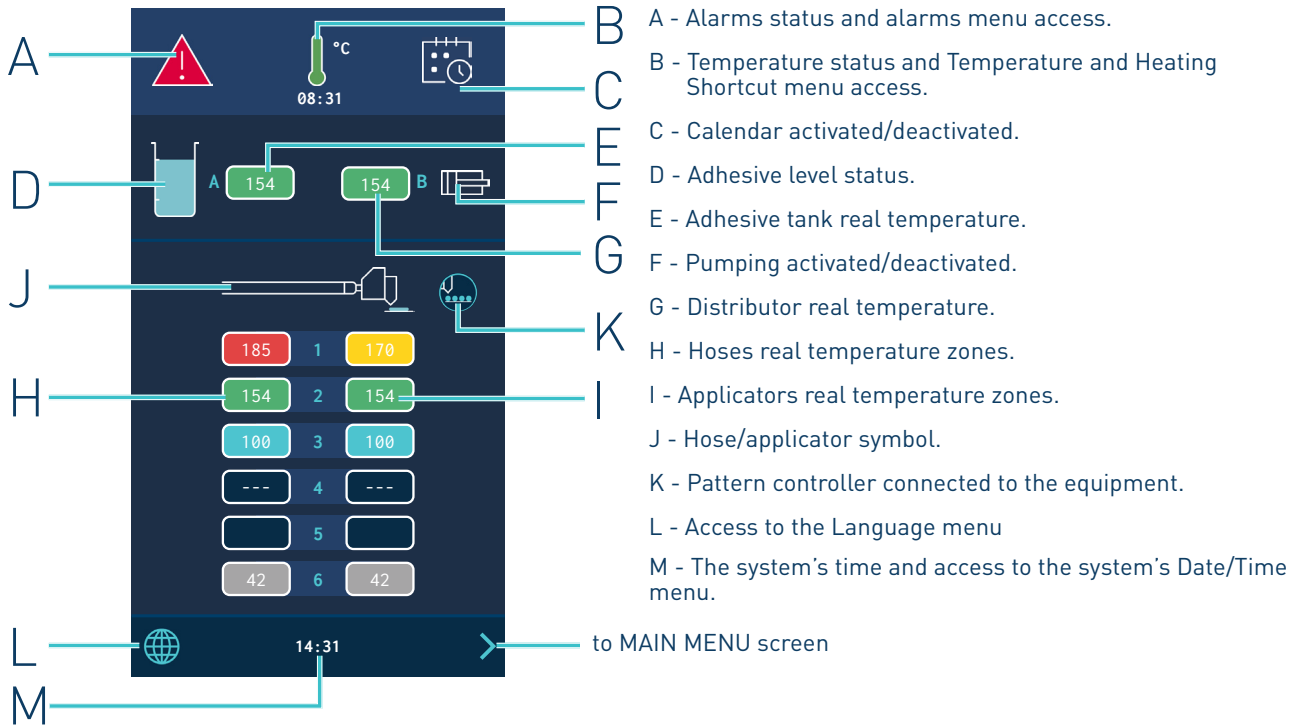 A
B
C
D
E
F
G
J
K
H
I
L
M
°C
08:31
A 154 154 B
185 1 170
154 2 154
100 3 100
--- 4 ---
5
42 6 42
14:31
A - Alarms status and alarms menu access.
B - Temperature status and Temperature and Heating
Shortcut menu access.
C - Calendar activated/deactivated.
D - Adhesive level status.
E - Adhesive tank real temperature.
F - Pumping activated/deactivated.
G - Distributor real temperature.
H - Hoses real temperature zones.
I - Applicators real temperature zones.
J - Hose/applicator symbol.
K - Pattern controller connected to the equipment.
L - Access to the Language menu
M - The system’s time and access to the system’s Date/Time
menu.
to MAIN MENU screen